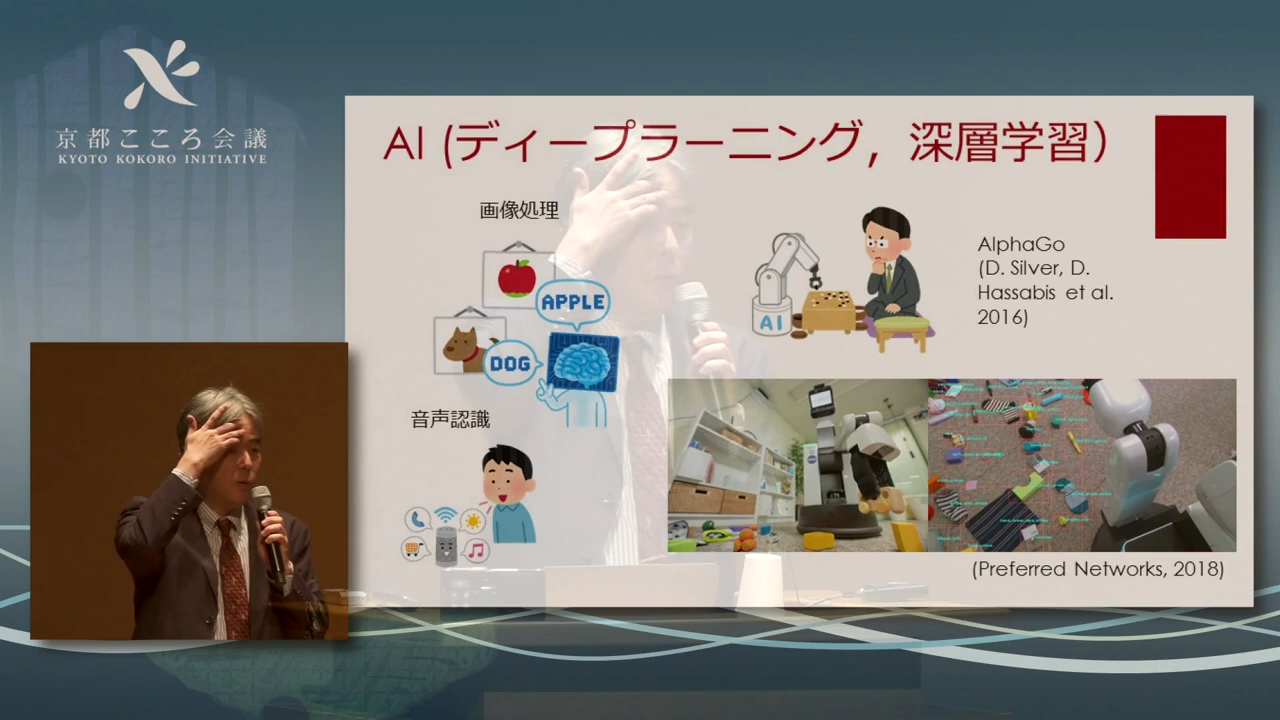 京都こころ会議
KYOTO KOKORO INITIATIVE
AI (ディープラーニング，深層学習)
画像処理
APPLE
DOG
音声認識
AI
AlphaGo
(D. Silver, D.
Hassabis et al.
2016)
(Preferred Networks, 2018)